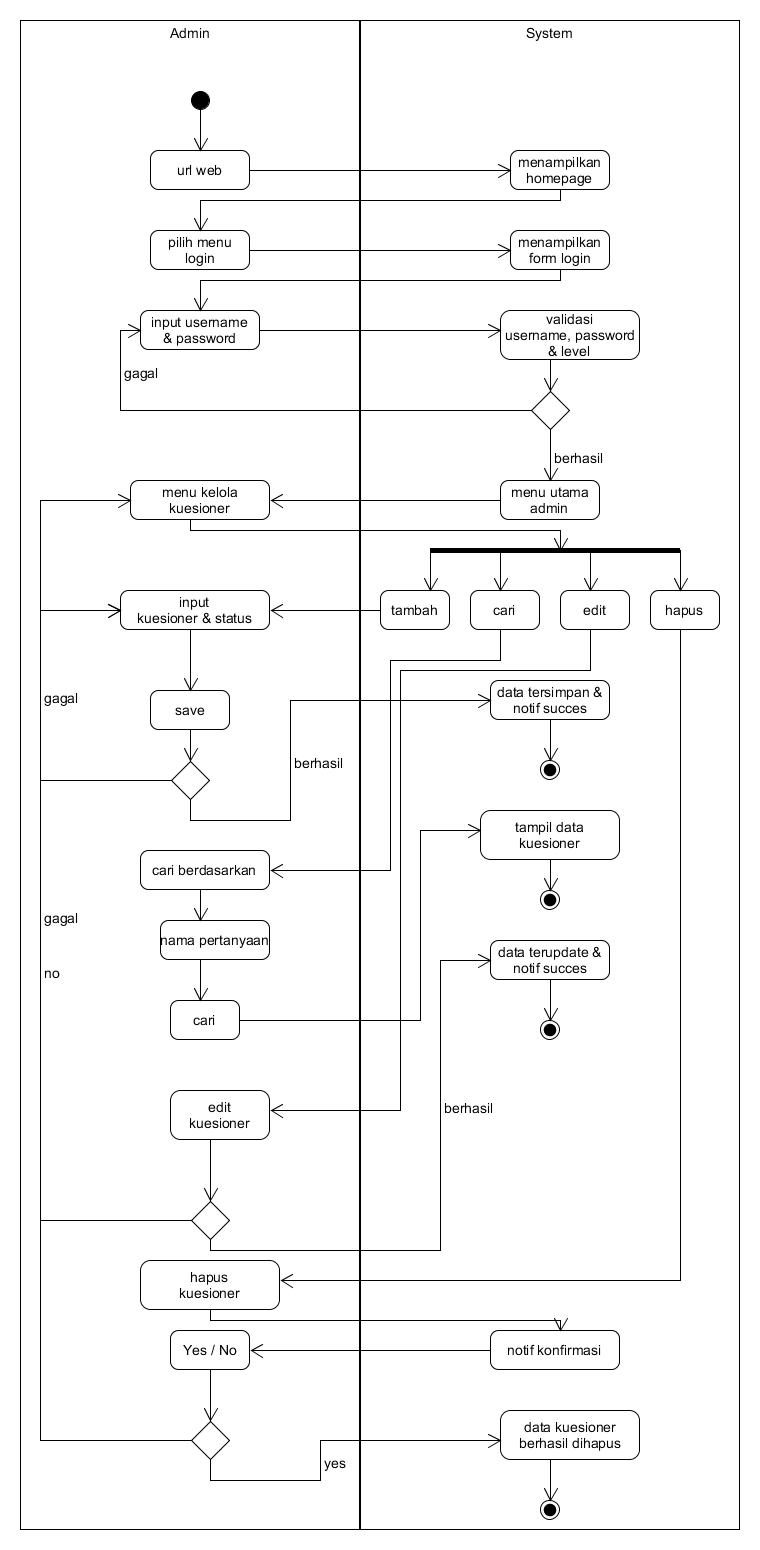 Admin
System
url web
menampilkan
homepage
pilih menu
login
menampilkan
form login
input username
& password
validasi
username, password
& level
gagal
berhasil
menu kelola
kuesioner
menu utama
admin
input
kuesioner & status
tambah
cari
edit
hapus
gagal
save
data tersimpan &
notif succes
berhasil
tampil data
kuesioner
cari berdasarkan
gagal
nama pertanyaan
data terupdate &
notif succes
no
cari
edit
kuesioner
berhasil
hapus
kuesioner
Yes / No
notif konfirmasi
data kuesioner
berhasil dihapus
yes